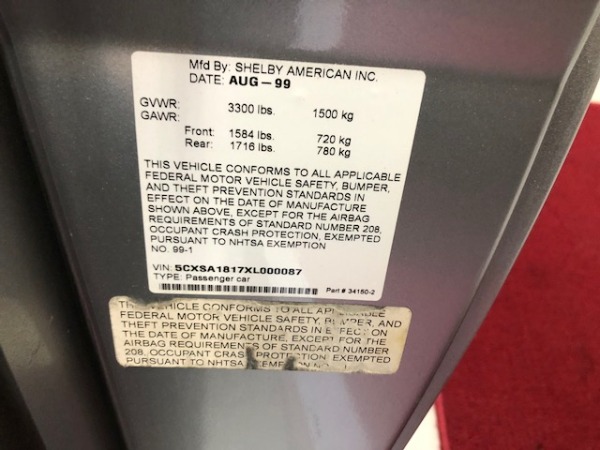 Mfd By: SHELBY AMERICAN INC.
DATE: AUG-99
GVWR: 3300 lbs. 1500 kg
GAWR:
Front: 1584 lbs. 720 kg
Rear: 1716 lbs. 780 kg
THIS VEHICLE CONFORMS TO ALL APPLICABLE
FEDERAL MOTOR VEHICLE SAFETY, BUMPER,
AND THEFT PREVENTION STANDARDS IN
EFFECT ON THE DATE OF MANUFACTURE
SHOWN ABOVE, EXCEPT FOR THE AIRBAG
REQUIREMENTS OF STANDARD NUMBER 208,
OCCUPANT CRASH PROTECTION, EXEMPTED
PURSUANT TO NHTSA EXEMPTION
NO. 99-1
VIN: 5CXSA1817XL000087
TYPE: Passenger car
Part # 34160-2
VEHICLE CONFORMS TO ALL
FEDERAL MOTOR VEHICLE SAFETY, BUMPER, AND
THEFT PREVENTION STANDARDS IN EFFECT ON
THE DATE OF MANUFACTURE, EXCEPT FOR THE
AIRBAG REQUIREMENTS OF STANDARD NUMBER
208, OCCUPANT CRASH PROTECTION, EXEMPTED
PURSUANT TO NHTSA